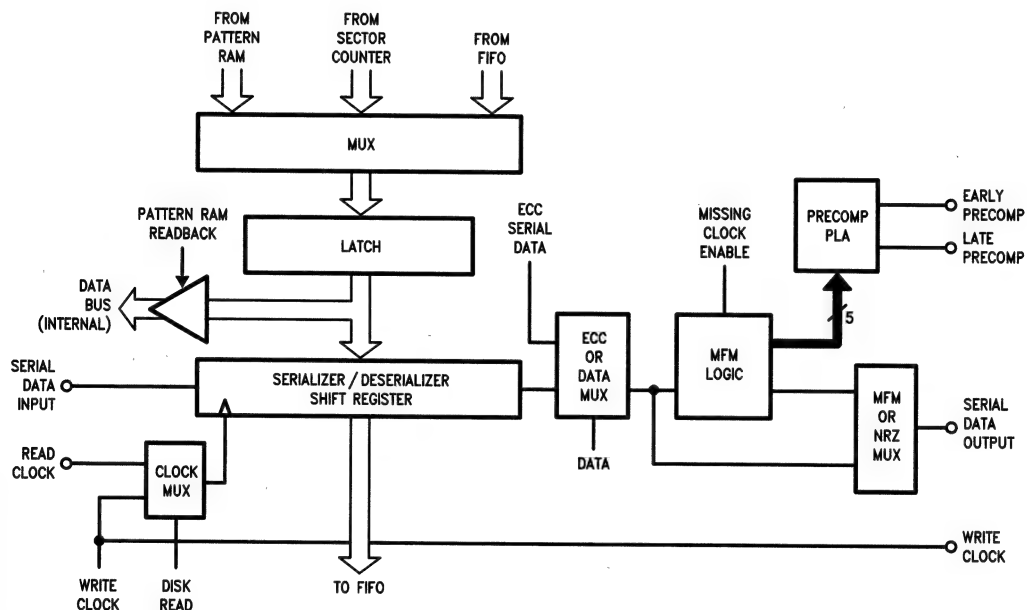 FROM
PATTERN
RAM
FROM
SECTOR
COUNTER
FROM
FIFO
MUX
PATTERN RAM
READBACK
LATCH
ECC
SERIAL
DATA
MISSING
CLOCK
ENABLE
PRECOMP
PLA
EARLY
PRECOMP
LATE
PRECOMP
DATA
BUS
(INTERNAL)
5
SERIAL
DATA
INPUT
SERIALIZER / DESERIALIZER
SHIFT REGISTER
ECC
OR
DATA
MUX
MFM
LOGIC
MFM
OR
NRZ
MUX
SERIAL
DATA
OUTPUT
READ
CLOCK
CLOCK
MUX
DATA
WRITE
CLOCK
WRITE
CLOCK
DISK
READ
TO FIFO